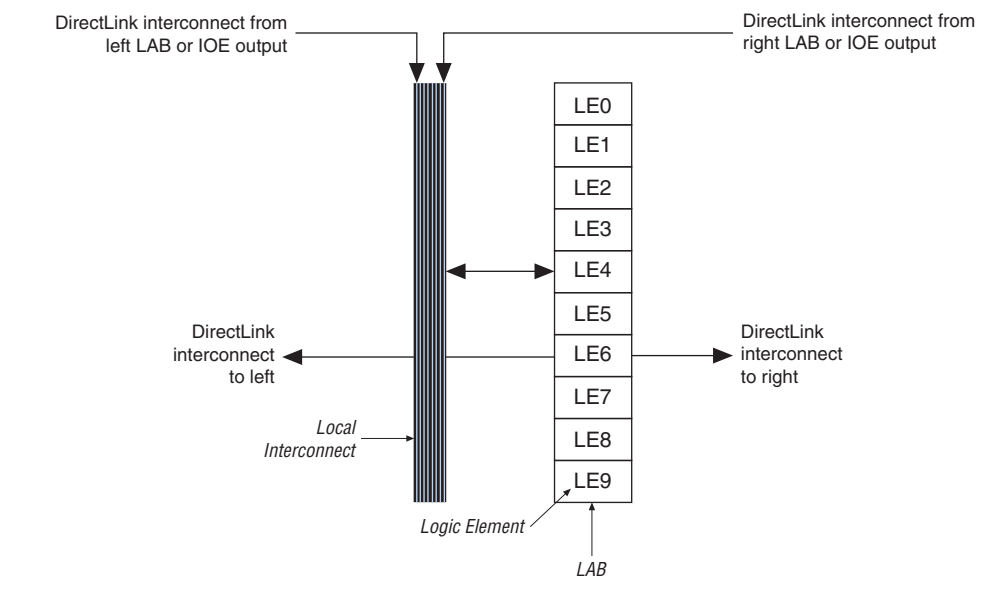 DirectLink interconnect from
left LAB or IOE output
DirectLink interconnect from
right LAB or IOE output
LE0
LE1
LE2
LE3
LE4
LE5
LE6
LE7
LE8
LE9
DirectLink
interconnect
to left
DirectLink
interconnect
to right
Local
Interconnect
Logic Element
LAB